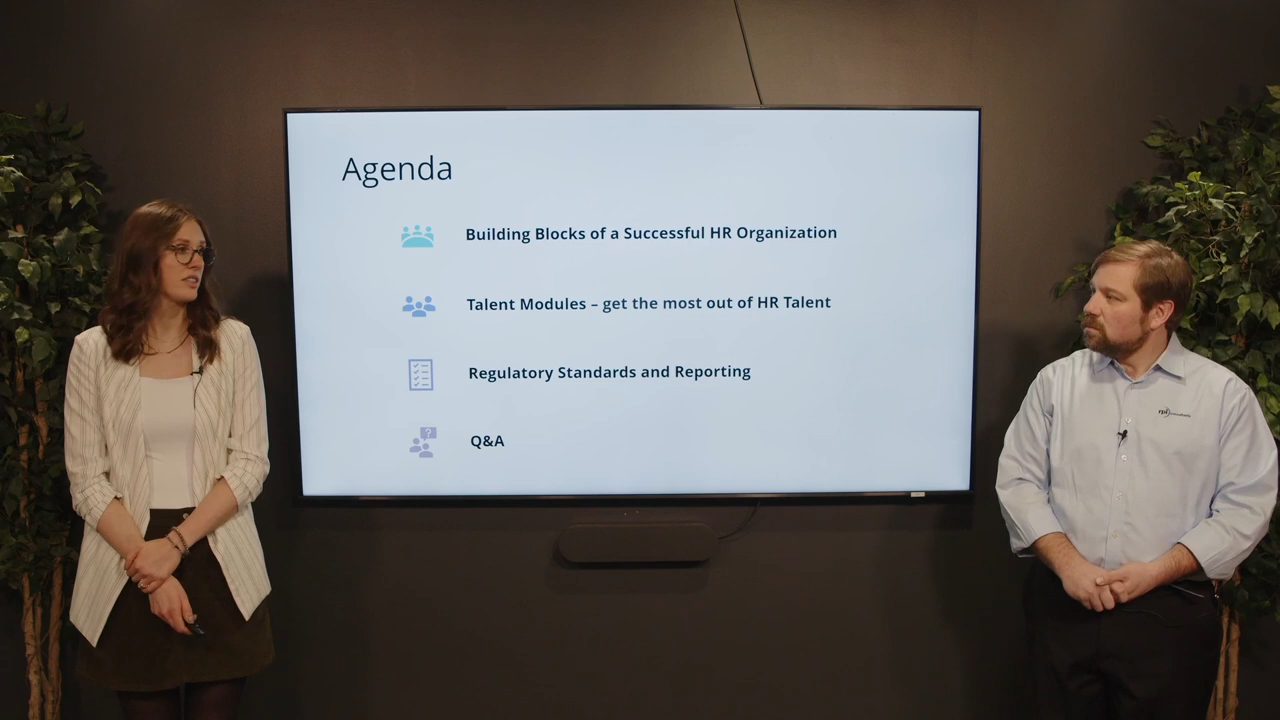 Agenda
Building Blocks of a Successful HR Organization
Talent Modules – get the most out of HR Talent
Regulatory Standards and Reporting
?
Q&A
rpi